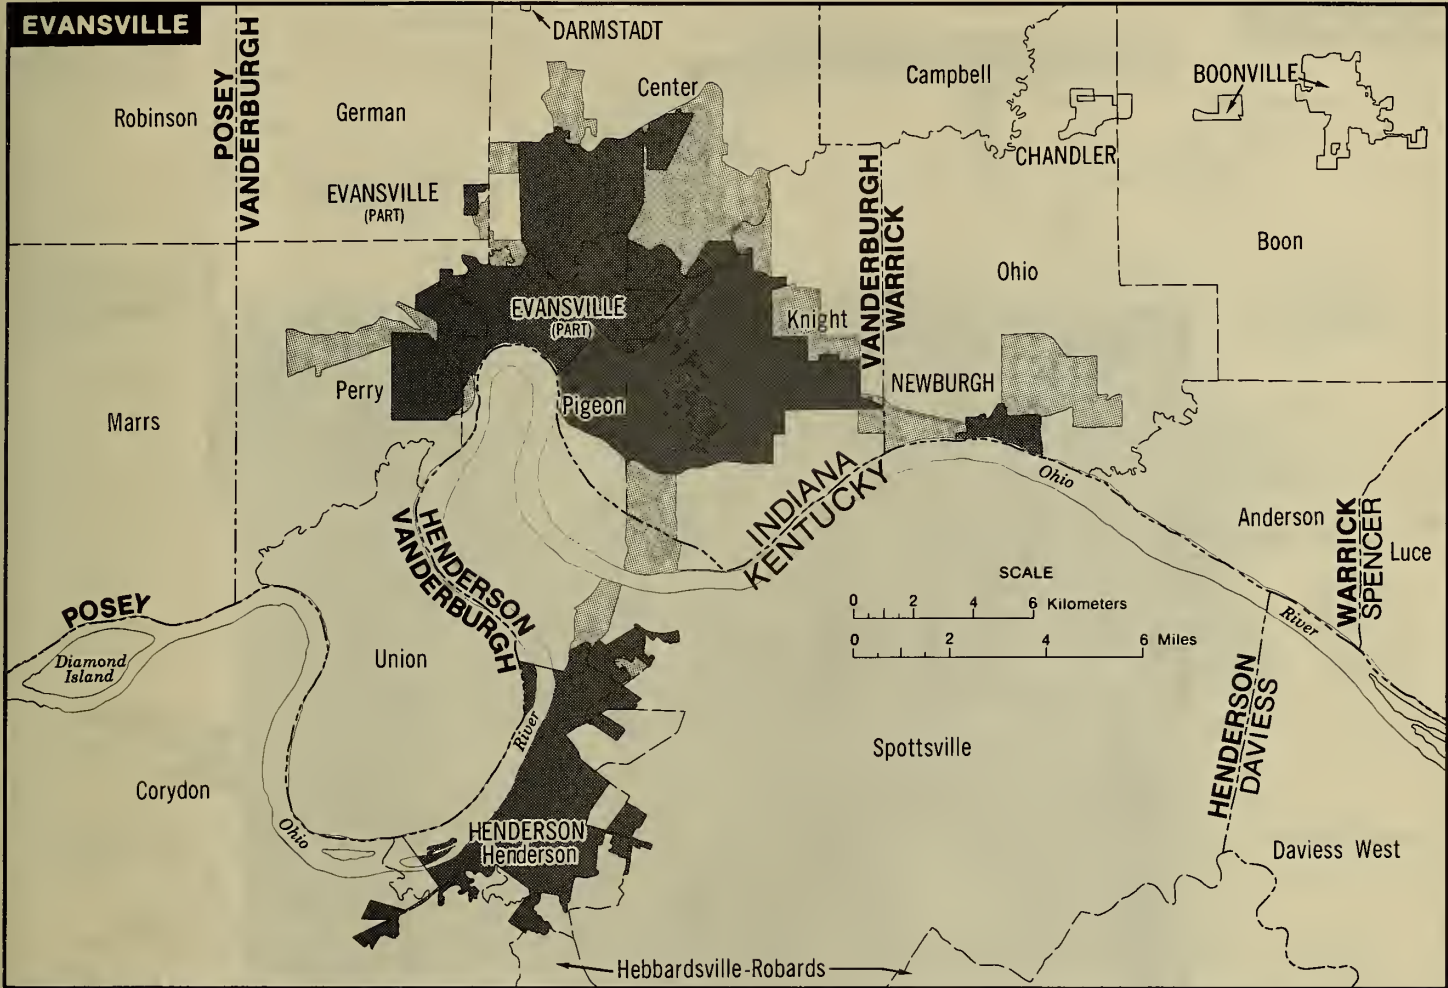 EVANSVILLE
POSEY
VANDERBURGH
DARMSTADT
Robinson
German
Center
Campbell
BOONVILLE
CHANDLER
EVANSVILLE
(PART)
VANDERBURGH
WARRICK
Boon
Ohio
EVANSVILLE
(PART)
Knight
Perry
Pigeon
NEWBURGH
Marrs
INDIANA
KENTUCKY
Ohio
HENDERSON
VANDERBURGH
Anderson
WARRICK
SPENCER
Luce
SCALE
0 2 4 6 Kilometers
0 2 4 6 Miles
POSEY
Diamond
Island
Union
River
River
HENDERSON
DAVIESS
Spottsville
Corydon
Ohio
HENDERSON
Henderson
Daviess West
Hebbardsville-Robards